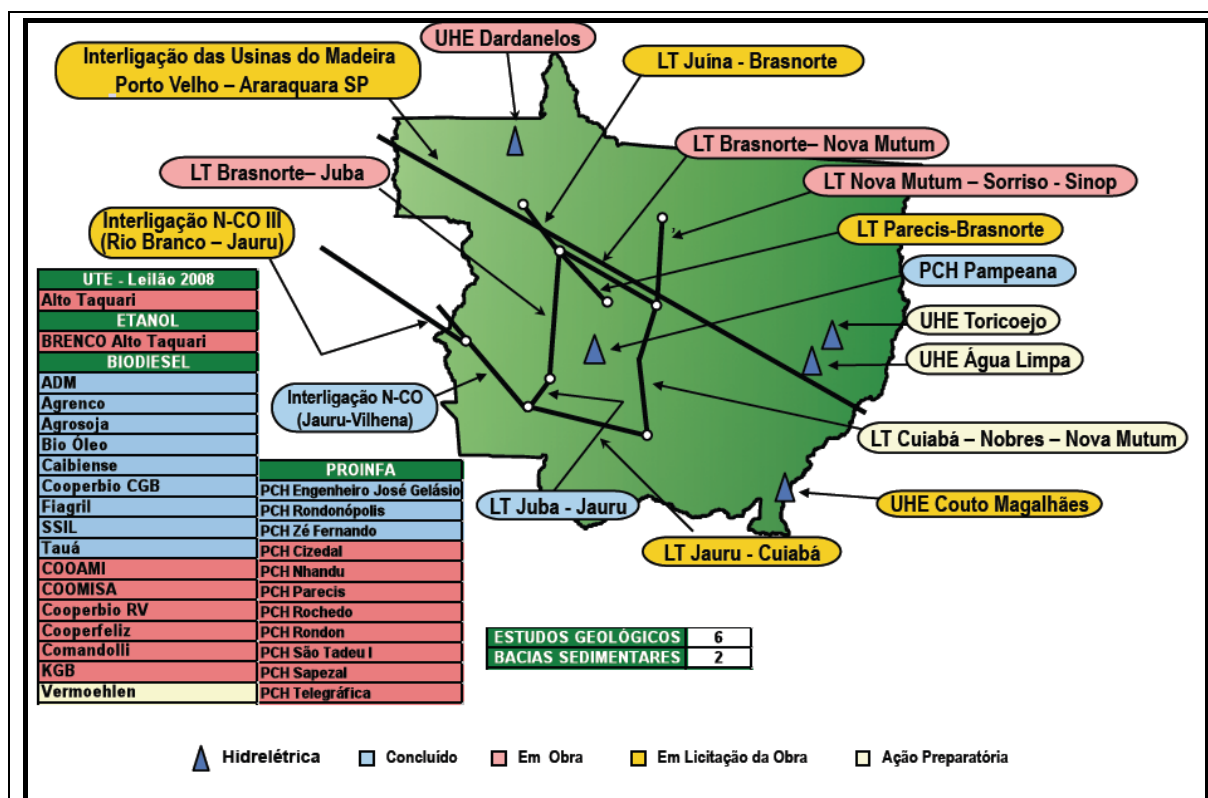 UHE Dardanelos
Interligação das Usinas do Madeira
Porto Velho – Araraquara SP
LT Juína - Brasnorte
LT Brasnorte– Nova Mutum
LT Brasnorte– Juba
LT Nova Mutum – Sorriso - Sinop
Interligação N-CO III
(Rio Branco – Jauru)
LT Parecis-Brasnorte
PCH Pampeana
UHE Toricoejo
UHE Água Limpa
Interligação N-CO
(Jauru-Vilhena)
LT Cuiabá – Nobres – Nova Mutum
LT Juba - Jauru
UHE Couto Magalhães
LT Jauru - Cuiabá
UTE - Leilão 2008
Alto Taquari
ETANOL
BRENCO Alto Taquari
BIODIESEL
ADM
Agrenco
Agrosoja
Bio Óleo
Caibiense
Cooperbio CGB
Fiagril
SSIL
Tauá
COOAMI
COOMISA
Cooperbio RV
Cooperfeliz
Comandolli
KGB
Vermoehlen
PROINFA
PCH Engenheiro José Gelásio
PCH Rondonópolis
PCH Zé Fernando
PCH Cizedal
PCH Nhandu
PCH Parecis
PCH Rochedo
PCH Rondon
PCH São Tadeu I
PCH Sapezal
PCH Telegráfica
ESTUDOS GEOLÓGICOS 6
BACIAS SEDIMENTARES 2
Hidrelétrica Concluído Em Obra Em Licitação da Obra Ação Preparatória